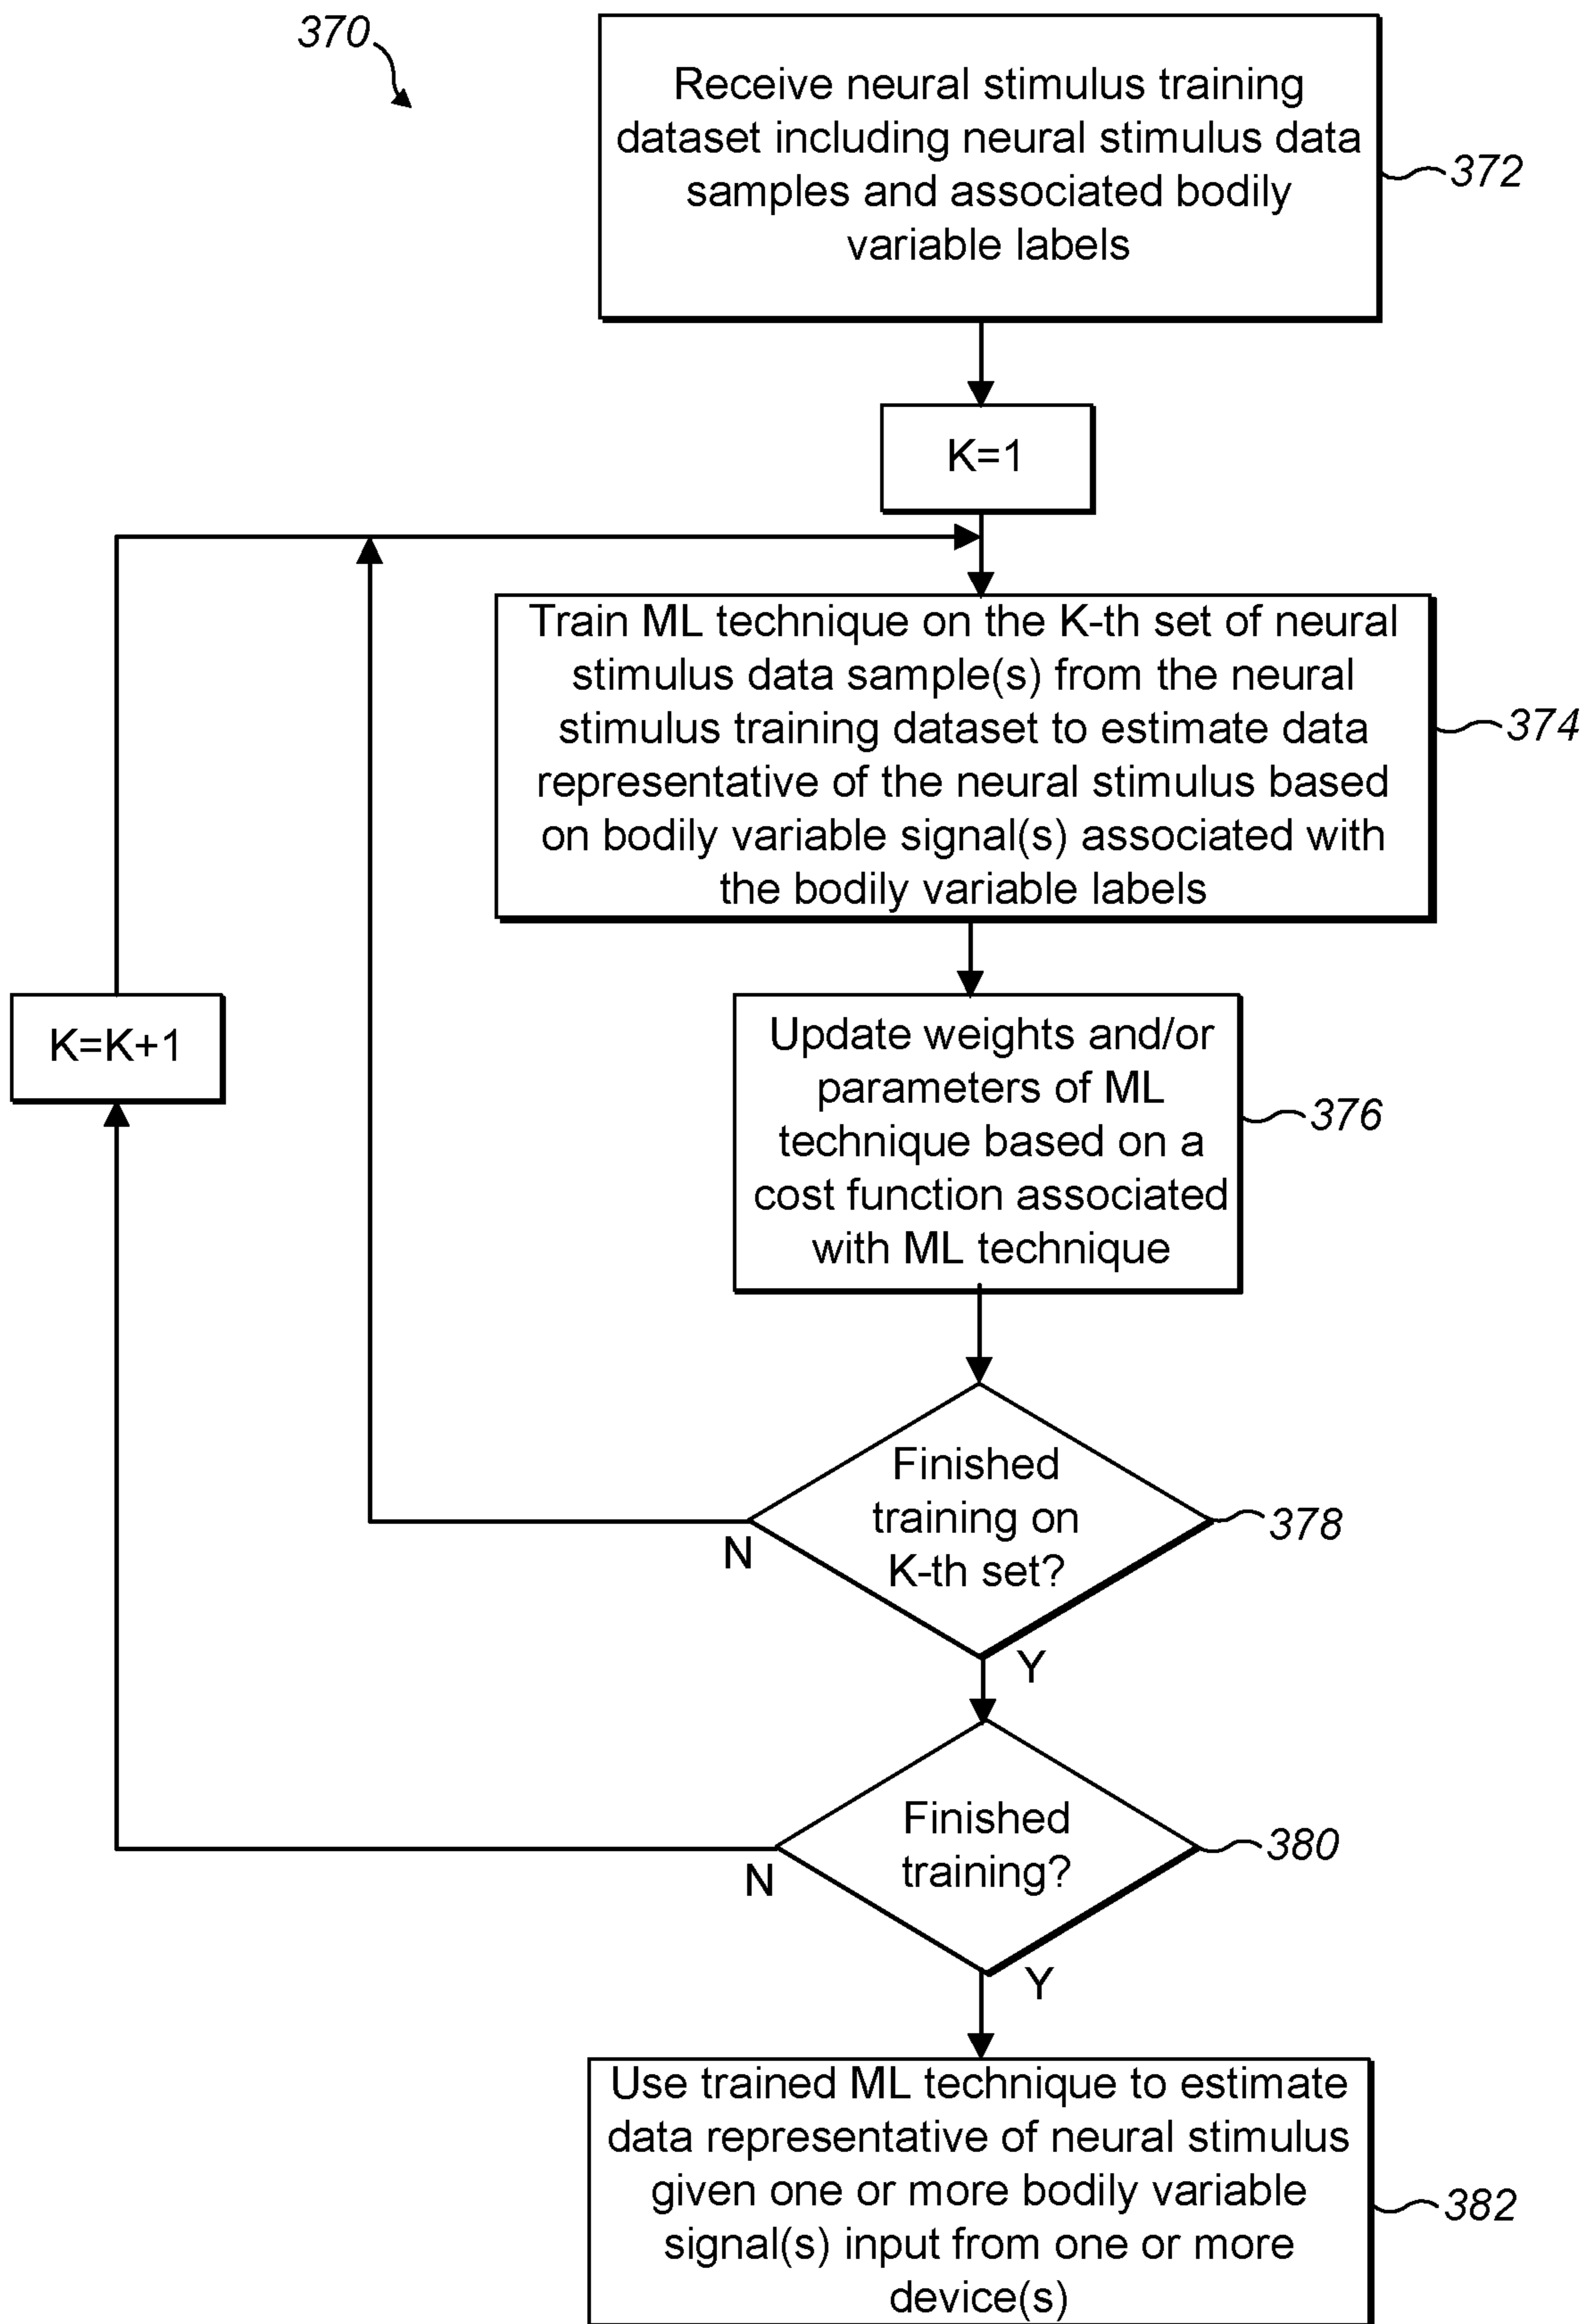 370
Receive neural stimulus training
dataset including neural stimulus data
samples and associated bodily
variable labels
372
K=1
Train ML technique on the K-th set of neural
stimulus data sample(s) from the neural
stimulus training dataset to estimate data
representative of the neural stimulus based
on bodily variable signal(s) associated with
the bodily variable labels
374
K=K+1
Update weights and/or
parameters of ML
technique based on a
cost function associated
with ML technique
376
Finished
training on
K-th set?
378
N
Y
Finished
training?
380
N
Y
Use trained ML technique to estimate
data representative of neural stimulus
given one or more bodily variable
signal(s) input from one or more
device(s)
382